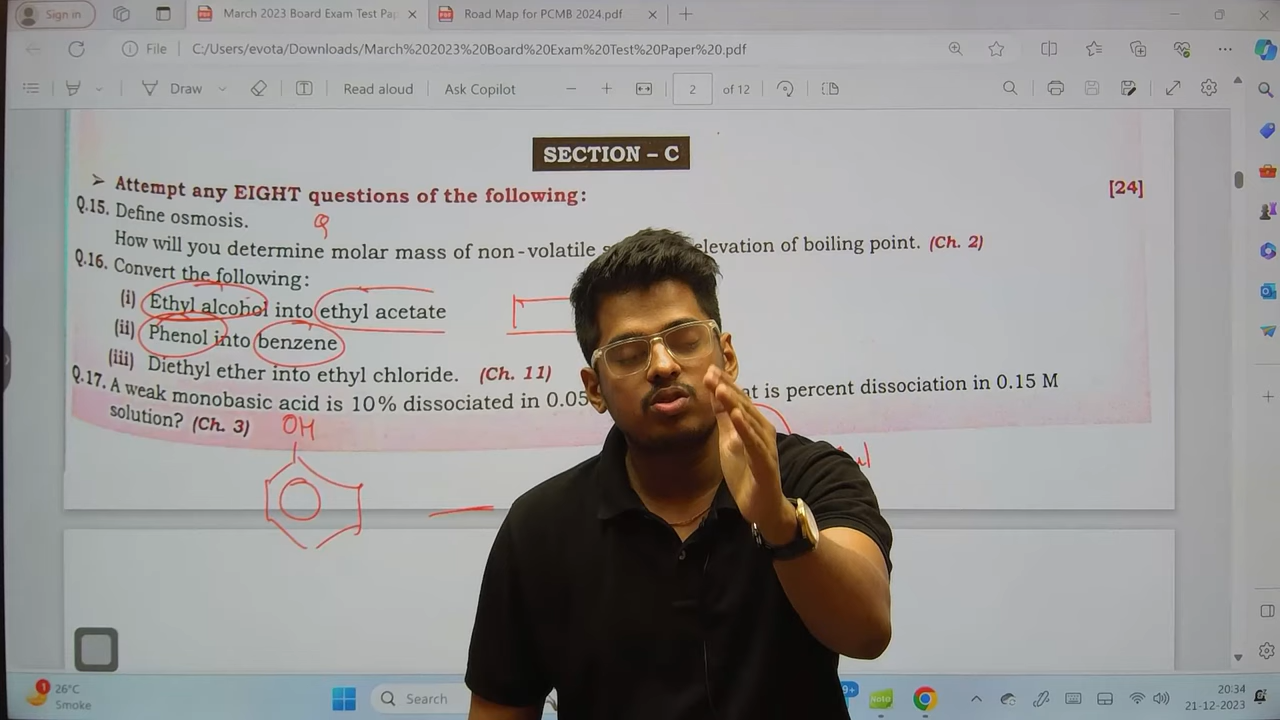 Sign in
March 2023 Board Exam Test Pap
Road Map for PCMB 2024.pdf
File
C:/Users/evota/Downloads/March%202023%20Board%20Exam%20Test%20Paper%20.pdf
Draw
Read aloud
Ask Copilot
2
of 12
SECTION – C
➢ Attempt any EIGHT questions of the following: [24]
Q.15. Define osmosis.
How will you determine molar mass of non-volatile elevation of boiling point. (Ch. 2)
Q.16. Convert the following:
(i) Ethyl alcohol into ethyl acetate
(ii) Phenol into benzene
(iii) Diethyl ether into ethyl chloride. (Ch. 11)
Q.17. A weak monobasic acid is 10% dissociated in 0.05 is percent dissociation in 0.15 M
solution? (Ch. 3)
OH
1
26°C
Smoke
Search
20:34
21-12-2023